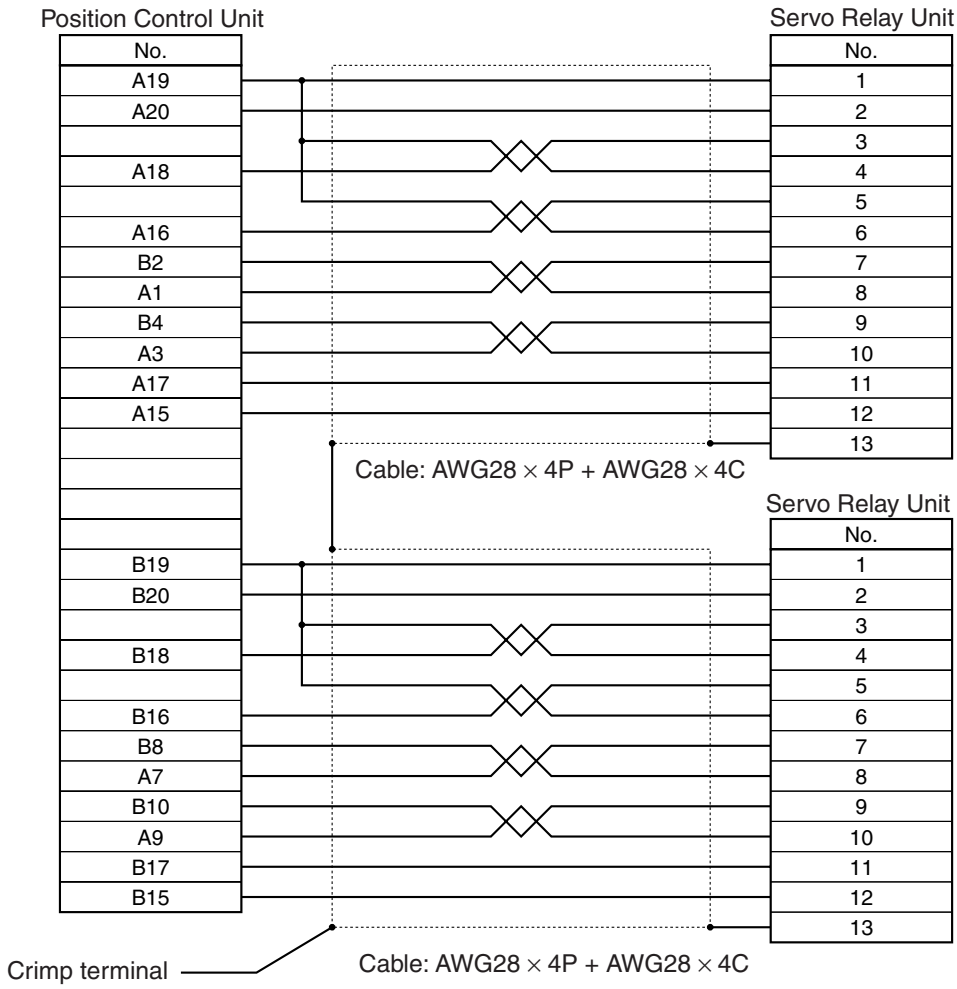 Position Control Unit
Servo Relay Unit
No.
No.
A19
1
A20
2
3
A18
4
5
A16
6
B2
7
A1
8
B4
9
A3
10
A17
11
A15
12
13
Cable: AWG28 × 4P + AWG28 × 4C
Servo Relay Unit
No.
B19
1
B20
2
3
B18
4
5
B16
6
B8
7
A7
8
B10
9
A9
10
B17
11
B15
12
13
Crimp terminal
Cable: AWG28 × 4P + AWG28 × 4C